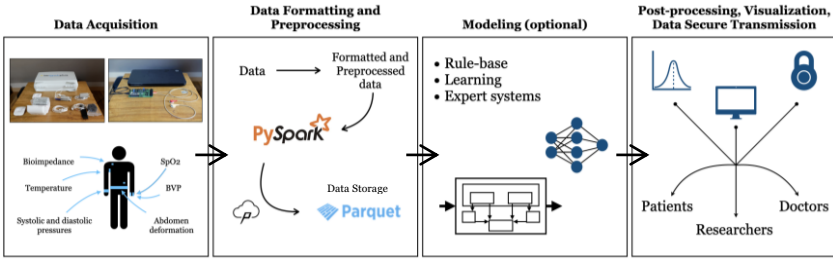 Data Acquisition
Bioimpedance
SpO2
Temperature
BVP
Systolic and diastolic
pressures
Abdomen
deformation
Data Formatting and
Preprocessing
Data
Formatted and
Preprocessed
data
PySpark
Data Storage
Parquet
Modeling (optional)
• Rule-base
• Learning
• Expert systems
Post-processing, Visualization,
Data Secure Transmission
Patients
Doctors
Researchers